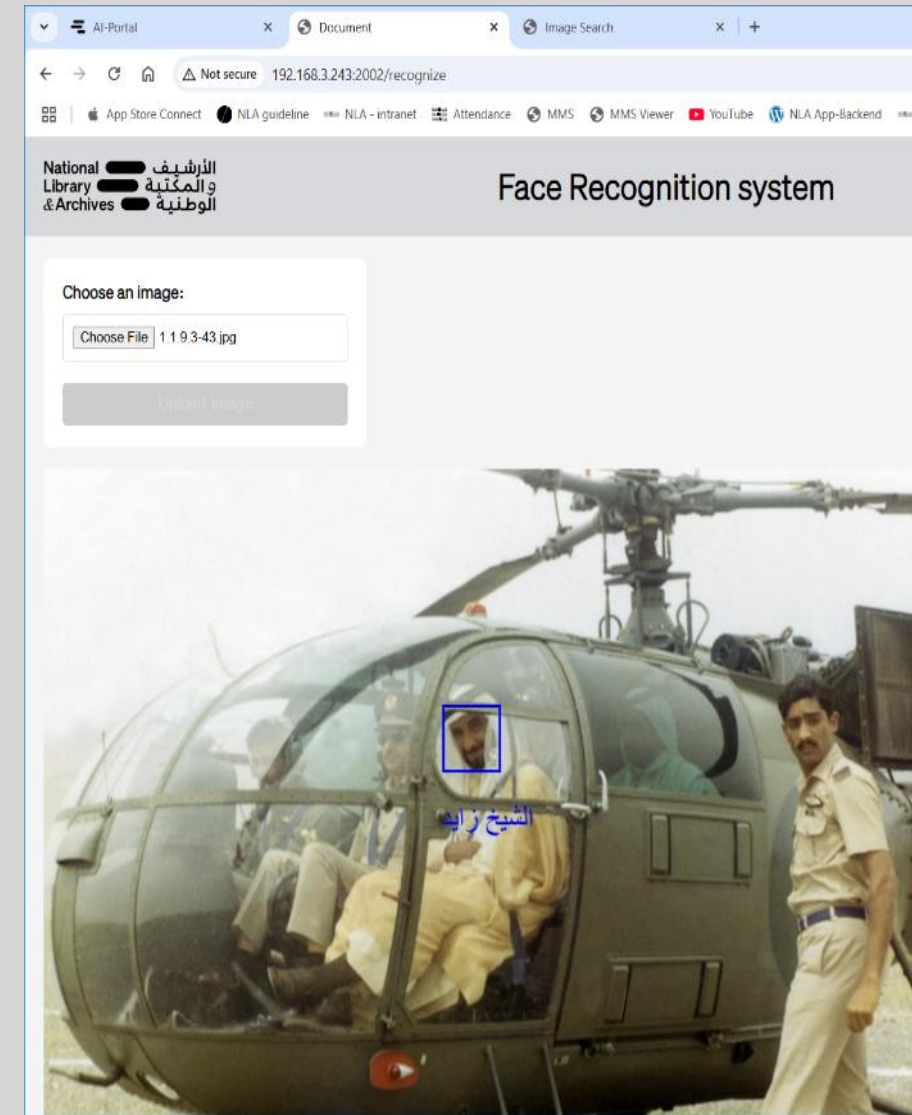 AI-Portal
Document
Image Search
Not secure 192.168.3.243:2002/recognize
App Store Connect
NLA guideline
NLA - intranet
Attendance
MMS
MMS Viewer
YouTube
NLA App-Backend
National الأرشيف
Library والمكتبة
& Archives الوطنية
Face Recognition system
Choose an image:
Choose File 1.1.9.3-43.jpg
Upload Image
الشيخ زايد